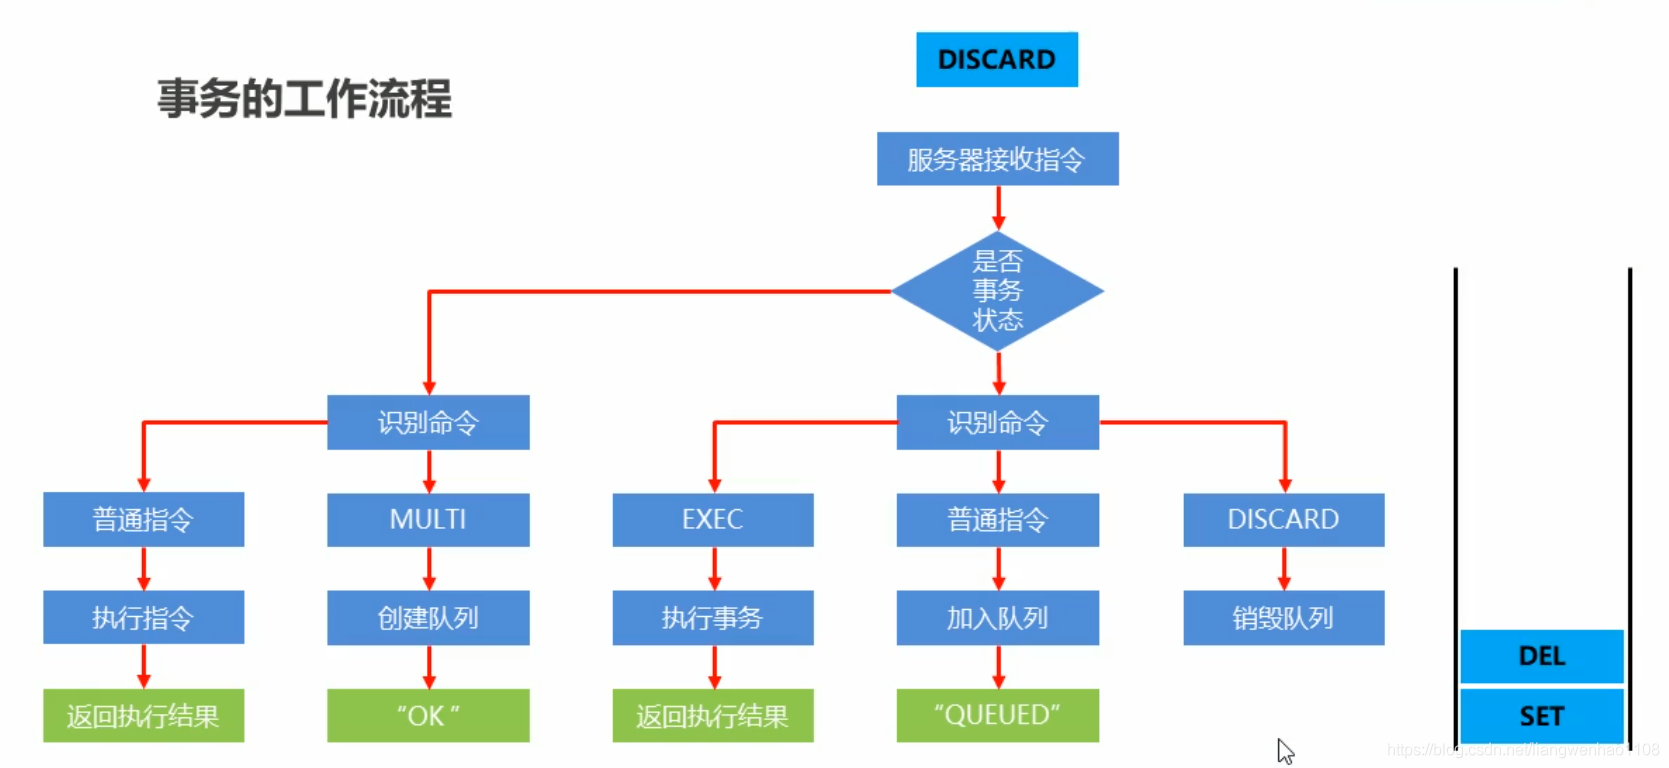 DISCARD
事务的工作流程
服务器接收指令
是否
事务
状态
识别命令
识别命令
普通指令
MULTI
EXEC
普通指令
DISCARD
执行指令
创建队列
执行事务
加入队列
销毁队列
DEL
返回执行结果
“OK ”
返回执行结果
“QUEUED”
SET
https://blog.csdn.net/liangwenhao1108